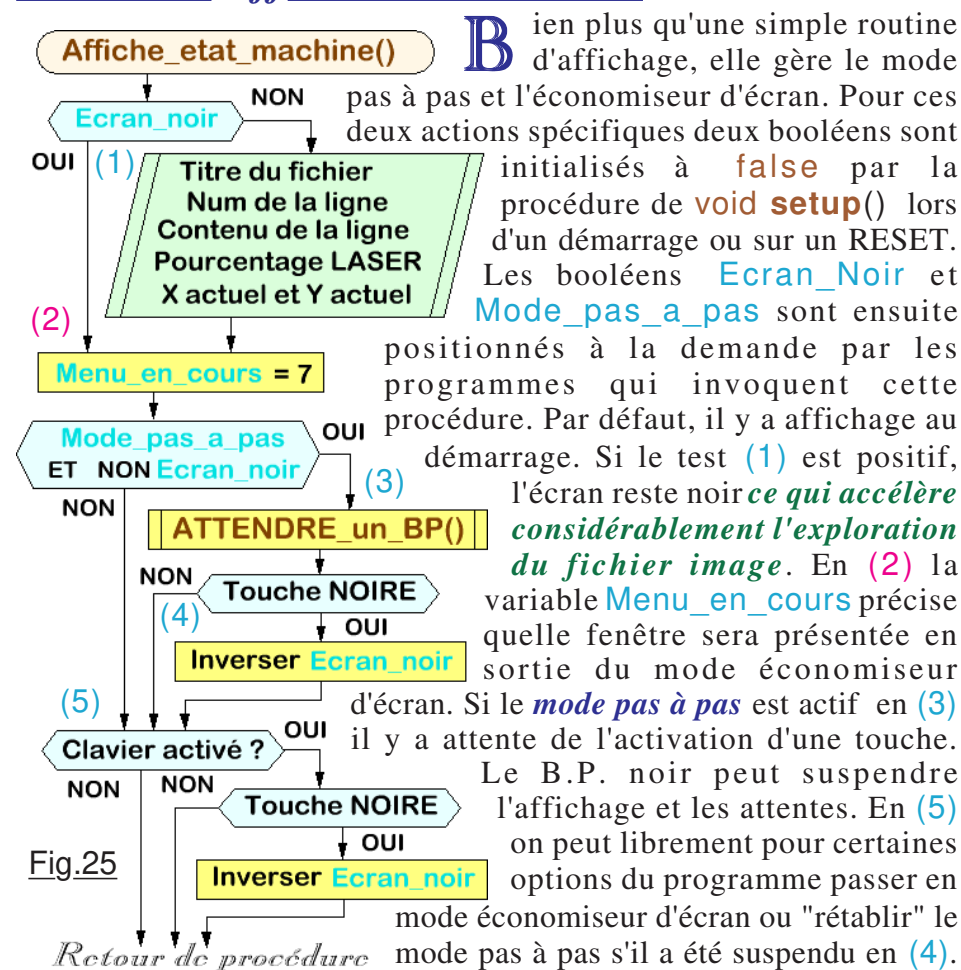 Affiche_etat_machine()
Ecran_noir
NON
OUI
(1)
Titre du fichier
Num de la ligne
Contenu de la ligne
Pourcentage LASER
X actuel et Y actuel
(2)
Menu_en_cours = 7
Mode_pas_a_pas
ET NON Ecran_noir
OUI
NON
(3)
ATTENDRE_un_BP()
NON
Touche NOIRE
(4)
OUI
Inverser Ecran_noir
(5)
Clavier activé ?
OUI
NON
NON
Touche NOIRE
OUI
Inverser Ecran_noir
Fig.25
Retour de procédure
Bien plus qu'une simple routine
d'affichage, elle gère le mode
pas à pas et l'économiseur d'écran. Pour ces
deux actions spécifiques deux booléens sont
initialisés à false par la
procédure de void setup() lors
d'un démarrage ou sur un RESET.
Les booléens Ecran_Noir et
Mode_pas_a_pas sont ensuite
positionnés à la demande par les
programmes qui invoquent cette
procédure. Par défaut, il y a affichage au
démarrage. Si le test (1) est positif,
l'écran reste noir ce qui accélère
considérablement l'exploration
du fichier image. En (2) la
variable Menu_en_cours précise
quelle fenêtre sera présentée en
sortie du mode économiseur
d'écran. Si le mode pas à pas est actif en (3)
il y a attente de l'activation d'une touche.
Le B.P. noir peut suspendre
l'affichage et les attentes. En (5)
on peut librement pour certaines
options du programme passer en
mode économiseur d'écran ou "rétablir" le
mode pas à pas s'il a été suspendu en (4).